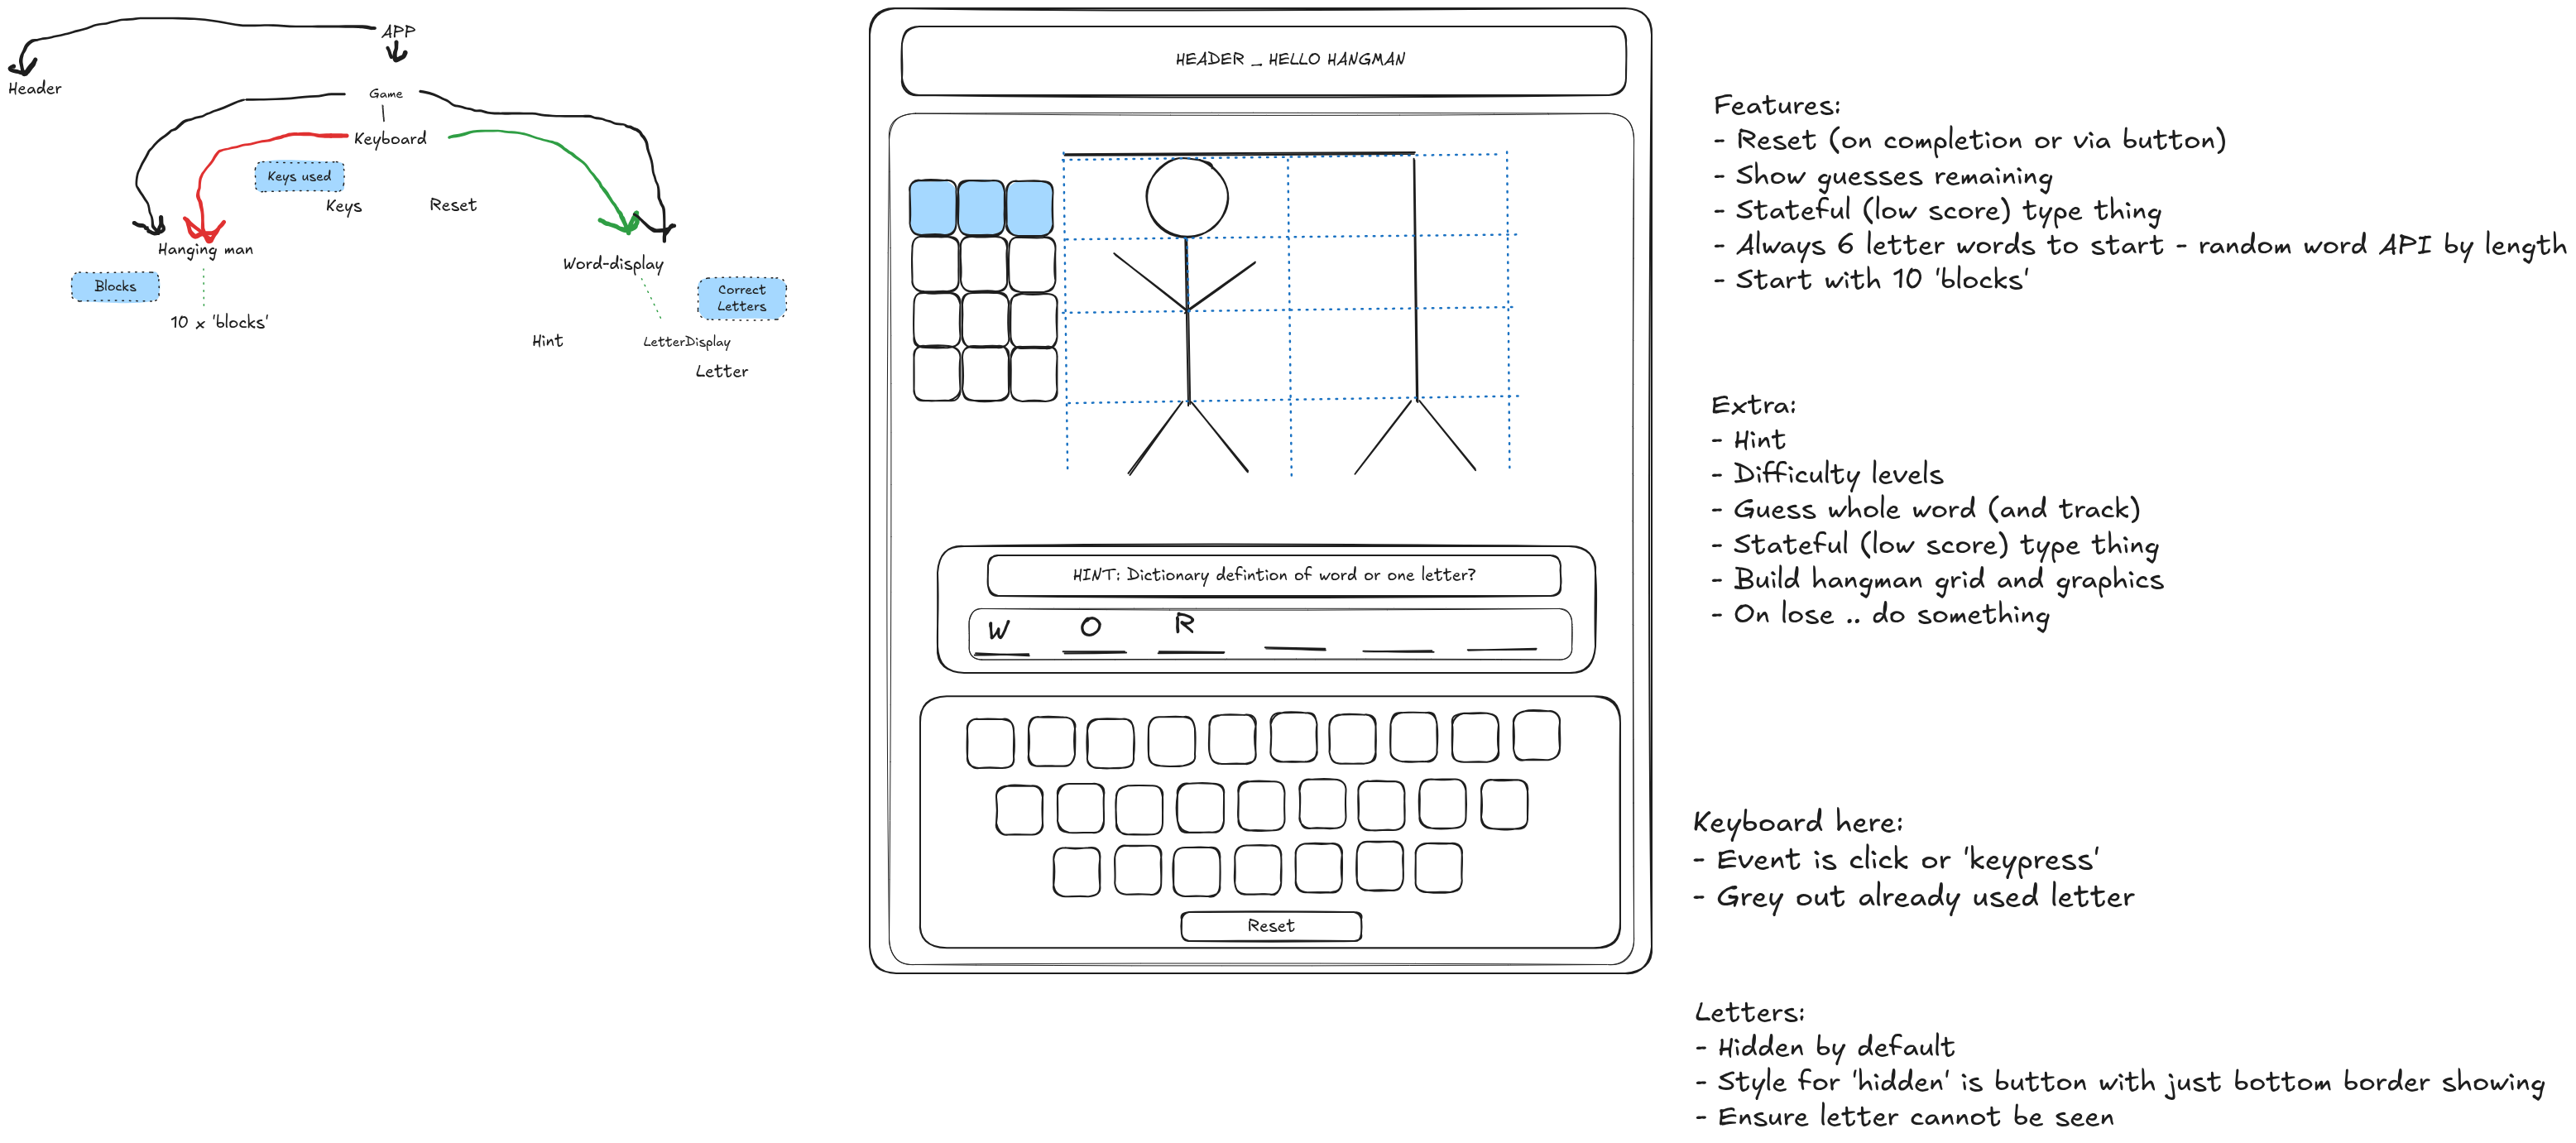 APP
Header
Game
Keyboard
Keys used
Keys
Reset
Hanging man
Blocks
10 x 'blocks'
Word-display
Correct
Letters
Hint
LetterDisplay
Letter
HEADER _ HELLO HANGMAN
HINT: Dictionary defintion of word or one letter?
W O R
Reset
Features:
- Reset (on completion or via button)
- Show guesses remaining
- Stateful (low score) type thing
- Always 6 letter words to start - random word API by length
- Start with 10 'blocks'
Extra:
- Hint
- Difficulty levels
- Guess whole word (and track)
- Stateful (low score) type thing
- Build hangman grid and graphics
- On lose .. do something
Keyboard here:
- Event is click or 'keypress'
- Grey out already used letter
Letters:
- Hidden by default
- Style for 'hidden' is button with just bottom border showing
- Ensure letter cannot be seen